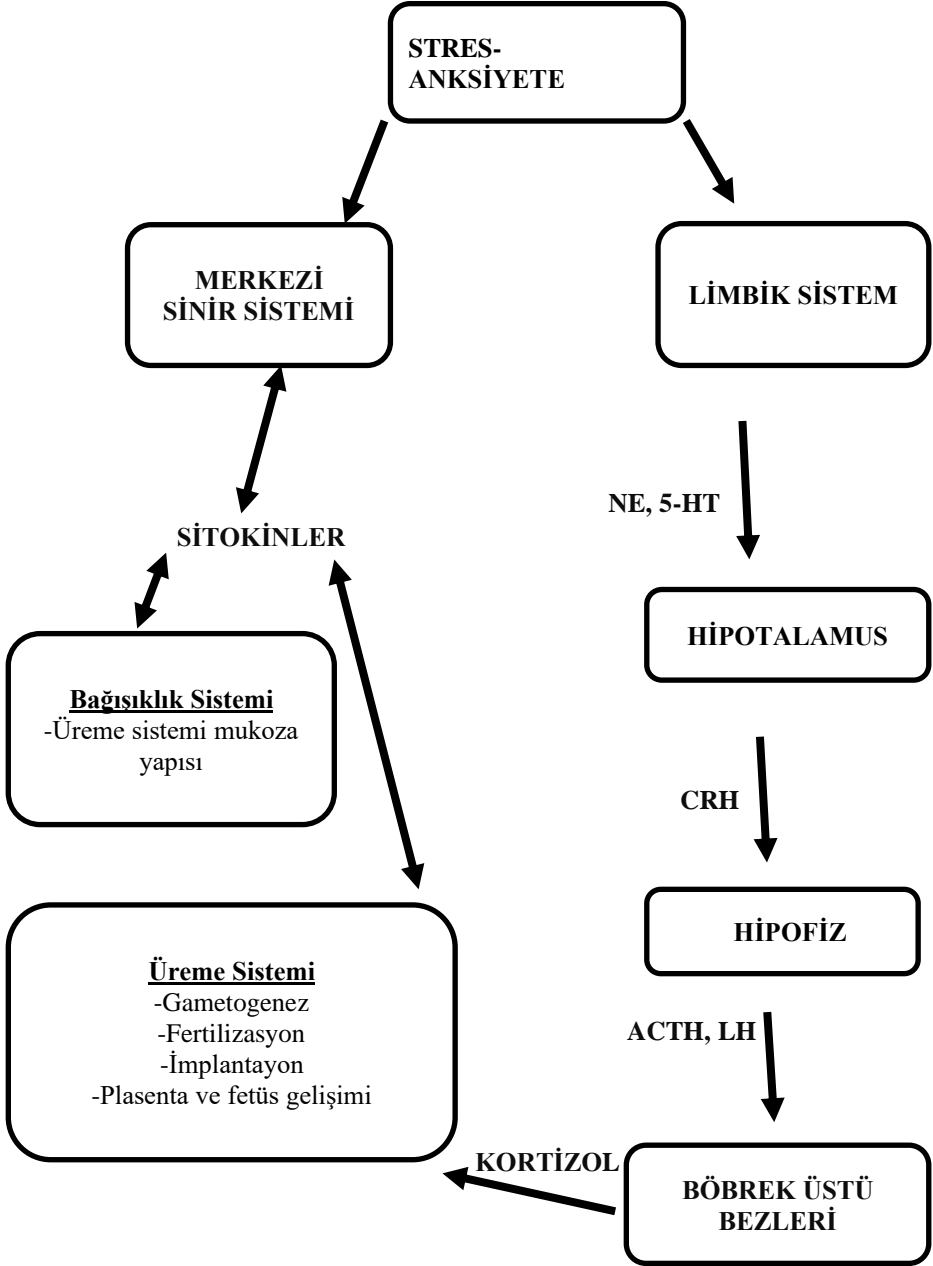 STRES-
ANKSİYETE
MERKEZİ
SİNİR SİSTEMİ
LİMBİK SİSTEM
NE, 5-HT
SİTOKİNLER
HİPOTALAMUS
Bağışıklık Sistemi
-Üreme sistemi mukoza
yapısı
CRH
HİPOFİZ
Üreme Sistemi
-Gametogenez
-Fertilizasyon
-İmplantayon
-Plasenta ve fetüs gelişimi
ACTH, LH
KORTİZOL
BÖBREK ÜSTÜ
BEZLERİ